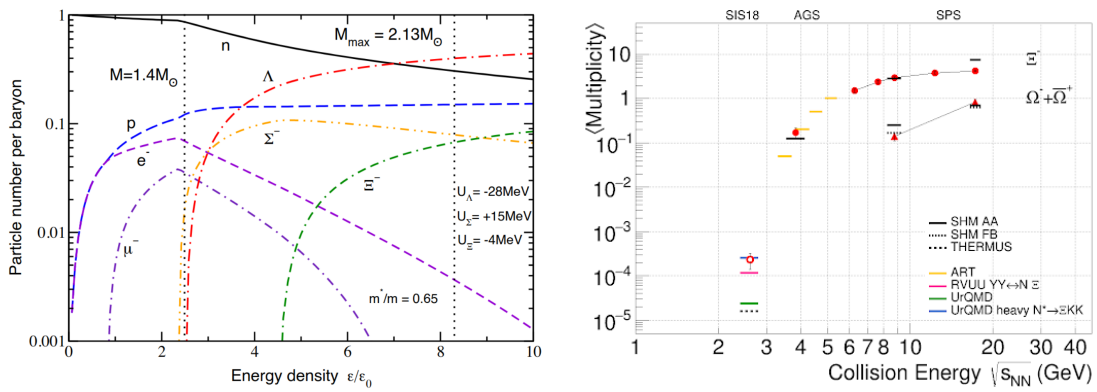 Particle number per baryon
1
0.1
0.01
0.001
n
M_max = 2.13M_⊙
M=1.4M_⊙
Λ
p
e⁻
Σ⁻
Ξ⁻
μ⁻
U_Λ = -28MeV
U_Σ = +15MeV
U_Ξ = -4MeV
m*/m = 0.65
0 2 4 6 8 10
Energy density ε/ε₀
SIS18 AGS SPS
⟨Multiplicity⟩
10
1
10⁻¹
10⁻²
10⁻³
10⁻⁴
10⁻⁵
Ξ⁻
Ω⁻+Ω̅⁺
SHM AA
SHM FB
THERMUS
ART
RVUU YY↔N Ξ
UrQMD
UrQMD heavy N*→ΞKK
1 2 3 4 5 6 7 8 10 20 30
Collision Energy √s_NN (GeV)